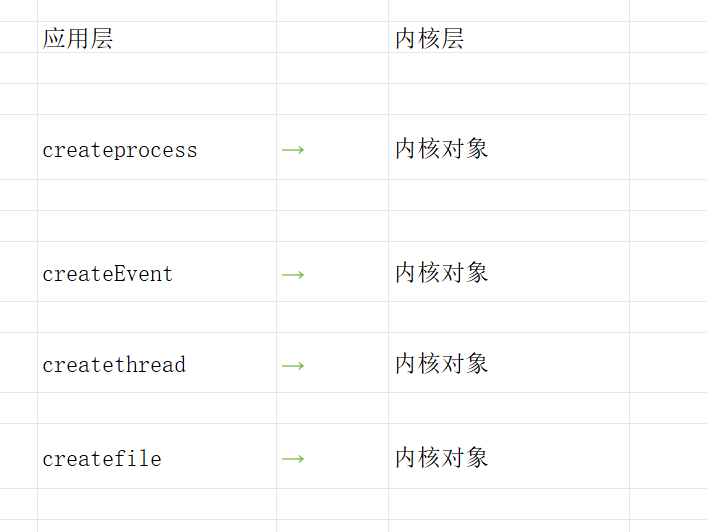 应用层 内核层
createprocess → 内核对象
createEvent → 内核对象
createthread → 内核对象
createfile → 内核对象